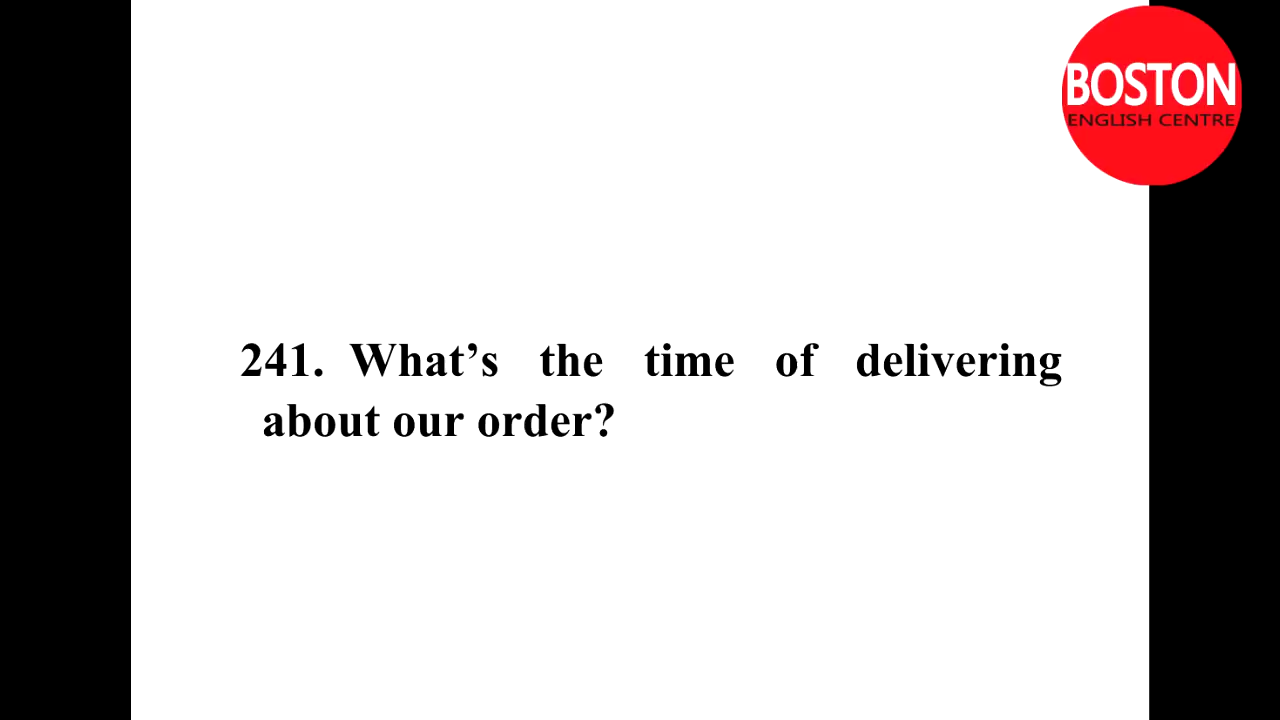 BOSTON
ENGLISH CENTRE
241. What’s the time of delivering
about our order?